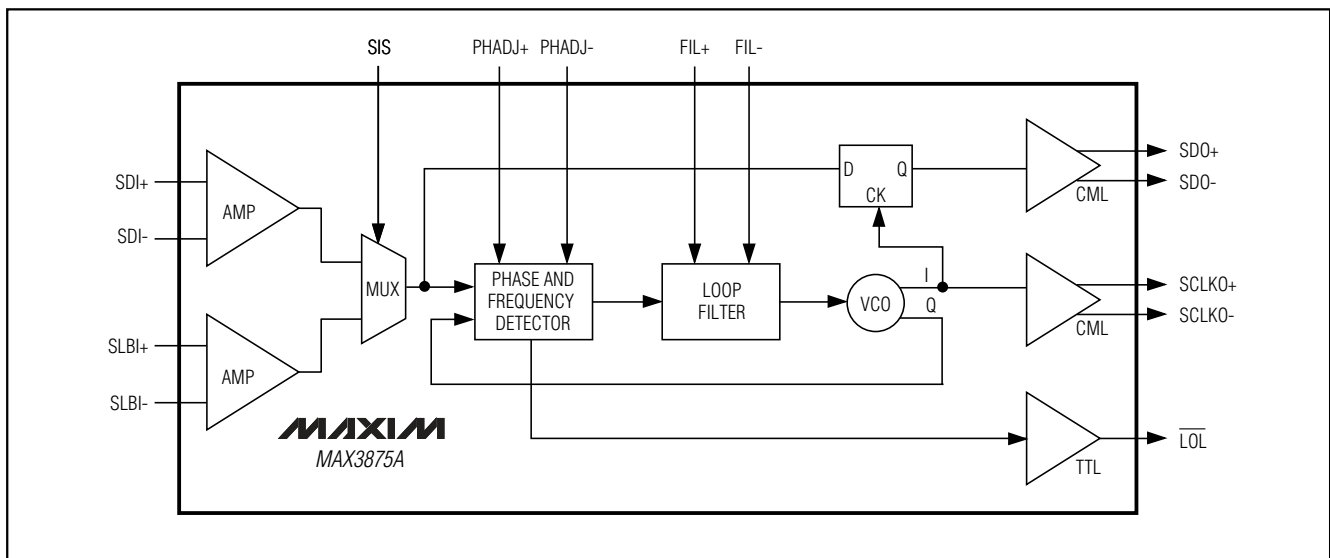 SIS
PHADJ+ PHADJ-
FIL+ FIL-
SDI+
SDI-
AMP
SLBI+
SLBI-
AMP
MUX
PHASE AND
FREQUENCY
DETECTOR
LOOP
FILTER
VCO
I
Q
D Q
CK
CML
SDO+
SDO-
CML
SCLKO+
SCLKO-
TTL
LOL
MAXIM
MAX3875A